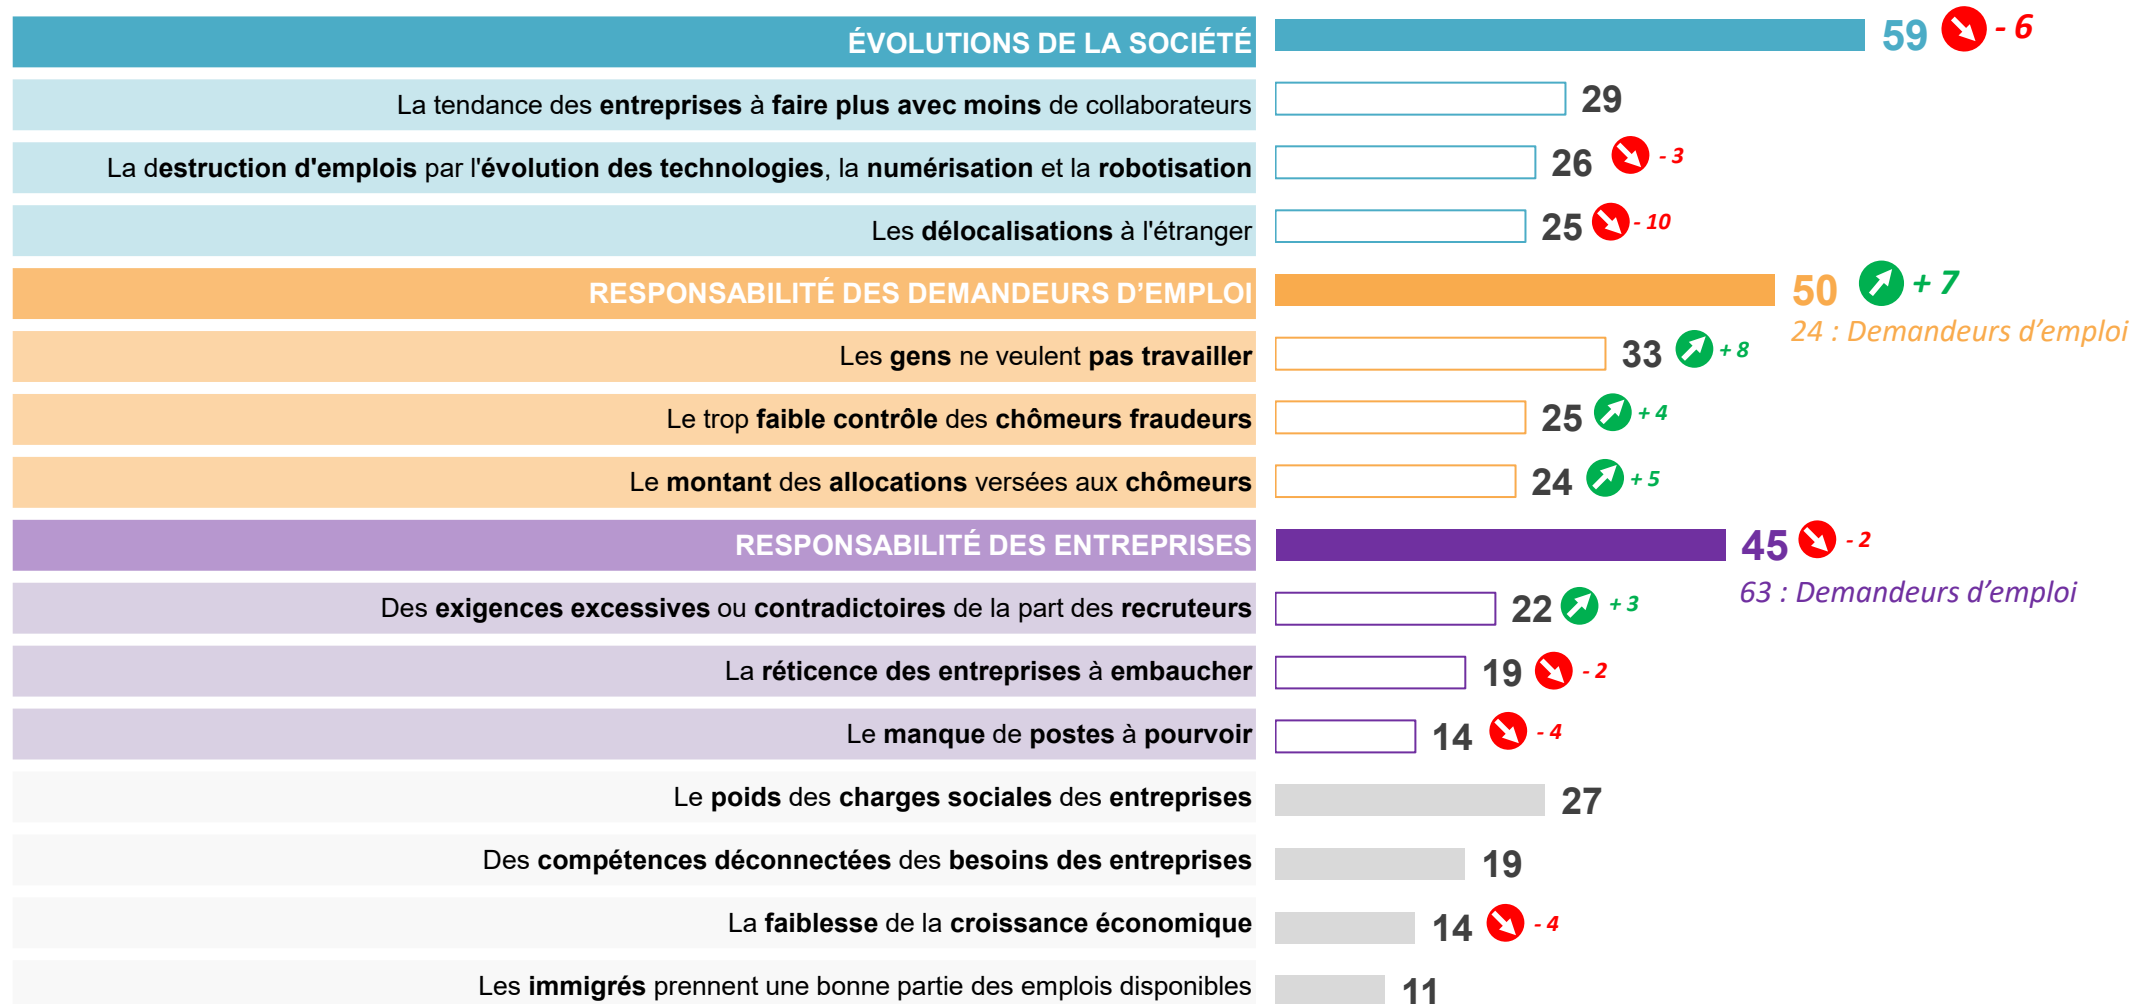 ÉVOLUTIONS DE LA SOCIÉTÉ 59 - 6
La tendance des entreprises à faire plus avec moins de collaborateurs 29
La destruction d'emplois par l'évolution des technologies, la numérisation et la robotisation 26 - 3
Les délocalisations à l'étranger 25 - 10
RESPONSABILITÉ DES DEMANDEURS D’EMPLOI 50 + 7
24 : Demandeurs d’emploi
Les gens ne veulent pas travailler 33 + 8
Le trop faible contrôle des chômeurs fraudeurs 25 + 4
Le montant des allocations versées aux chômeurs 24 + 5
RESPONSABILITÉ DES ENTREPRISES 45 - 2
63 : Demandeurs d’emploi
Des exigences excessives ou contradictoires de la part des recruteurs 22 + 3
La réticence des entreprises à embaucher 19 - 2
Le manque de postes à pourvoir 14 - 4
Le poids des charges sociales des entreprises 27
Des compétences déconnectées des besoins des entreprises 19
La faiblesse de la croissance économique 14 - 4
Les immigrés prennent une bonne partie des emplois disponibles 11